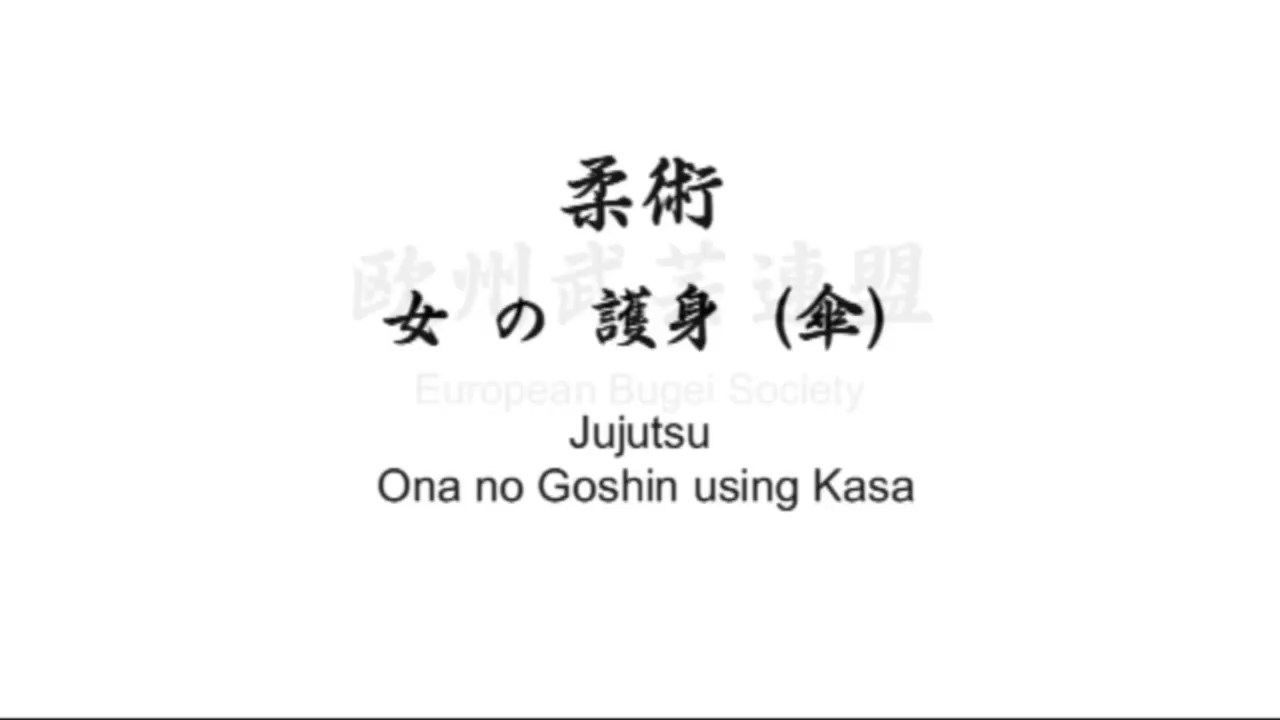 柔術
欧州武芸連盟
女 の 護身 (傘)
European Bugei Society
Jujutsu
Ona no Goshin using Kasa